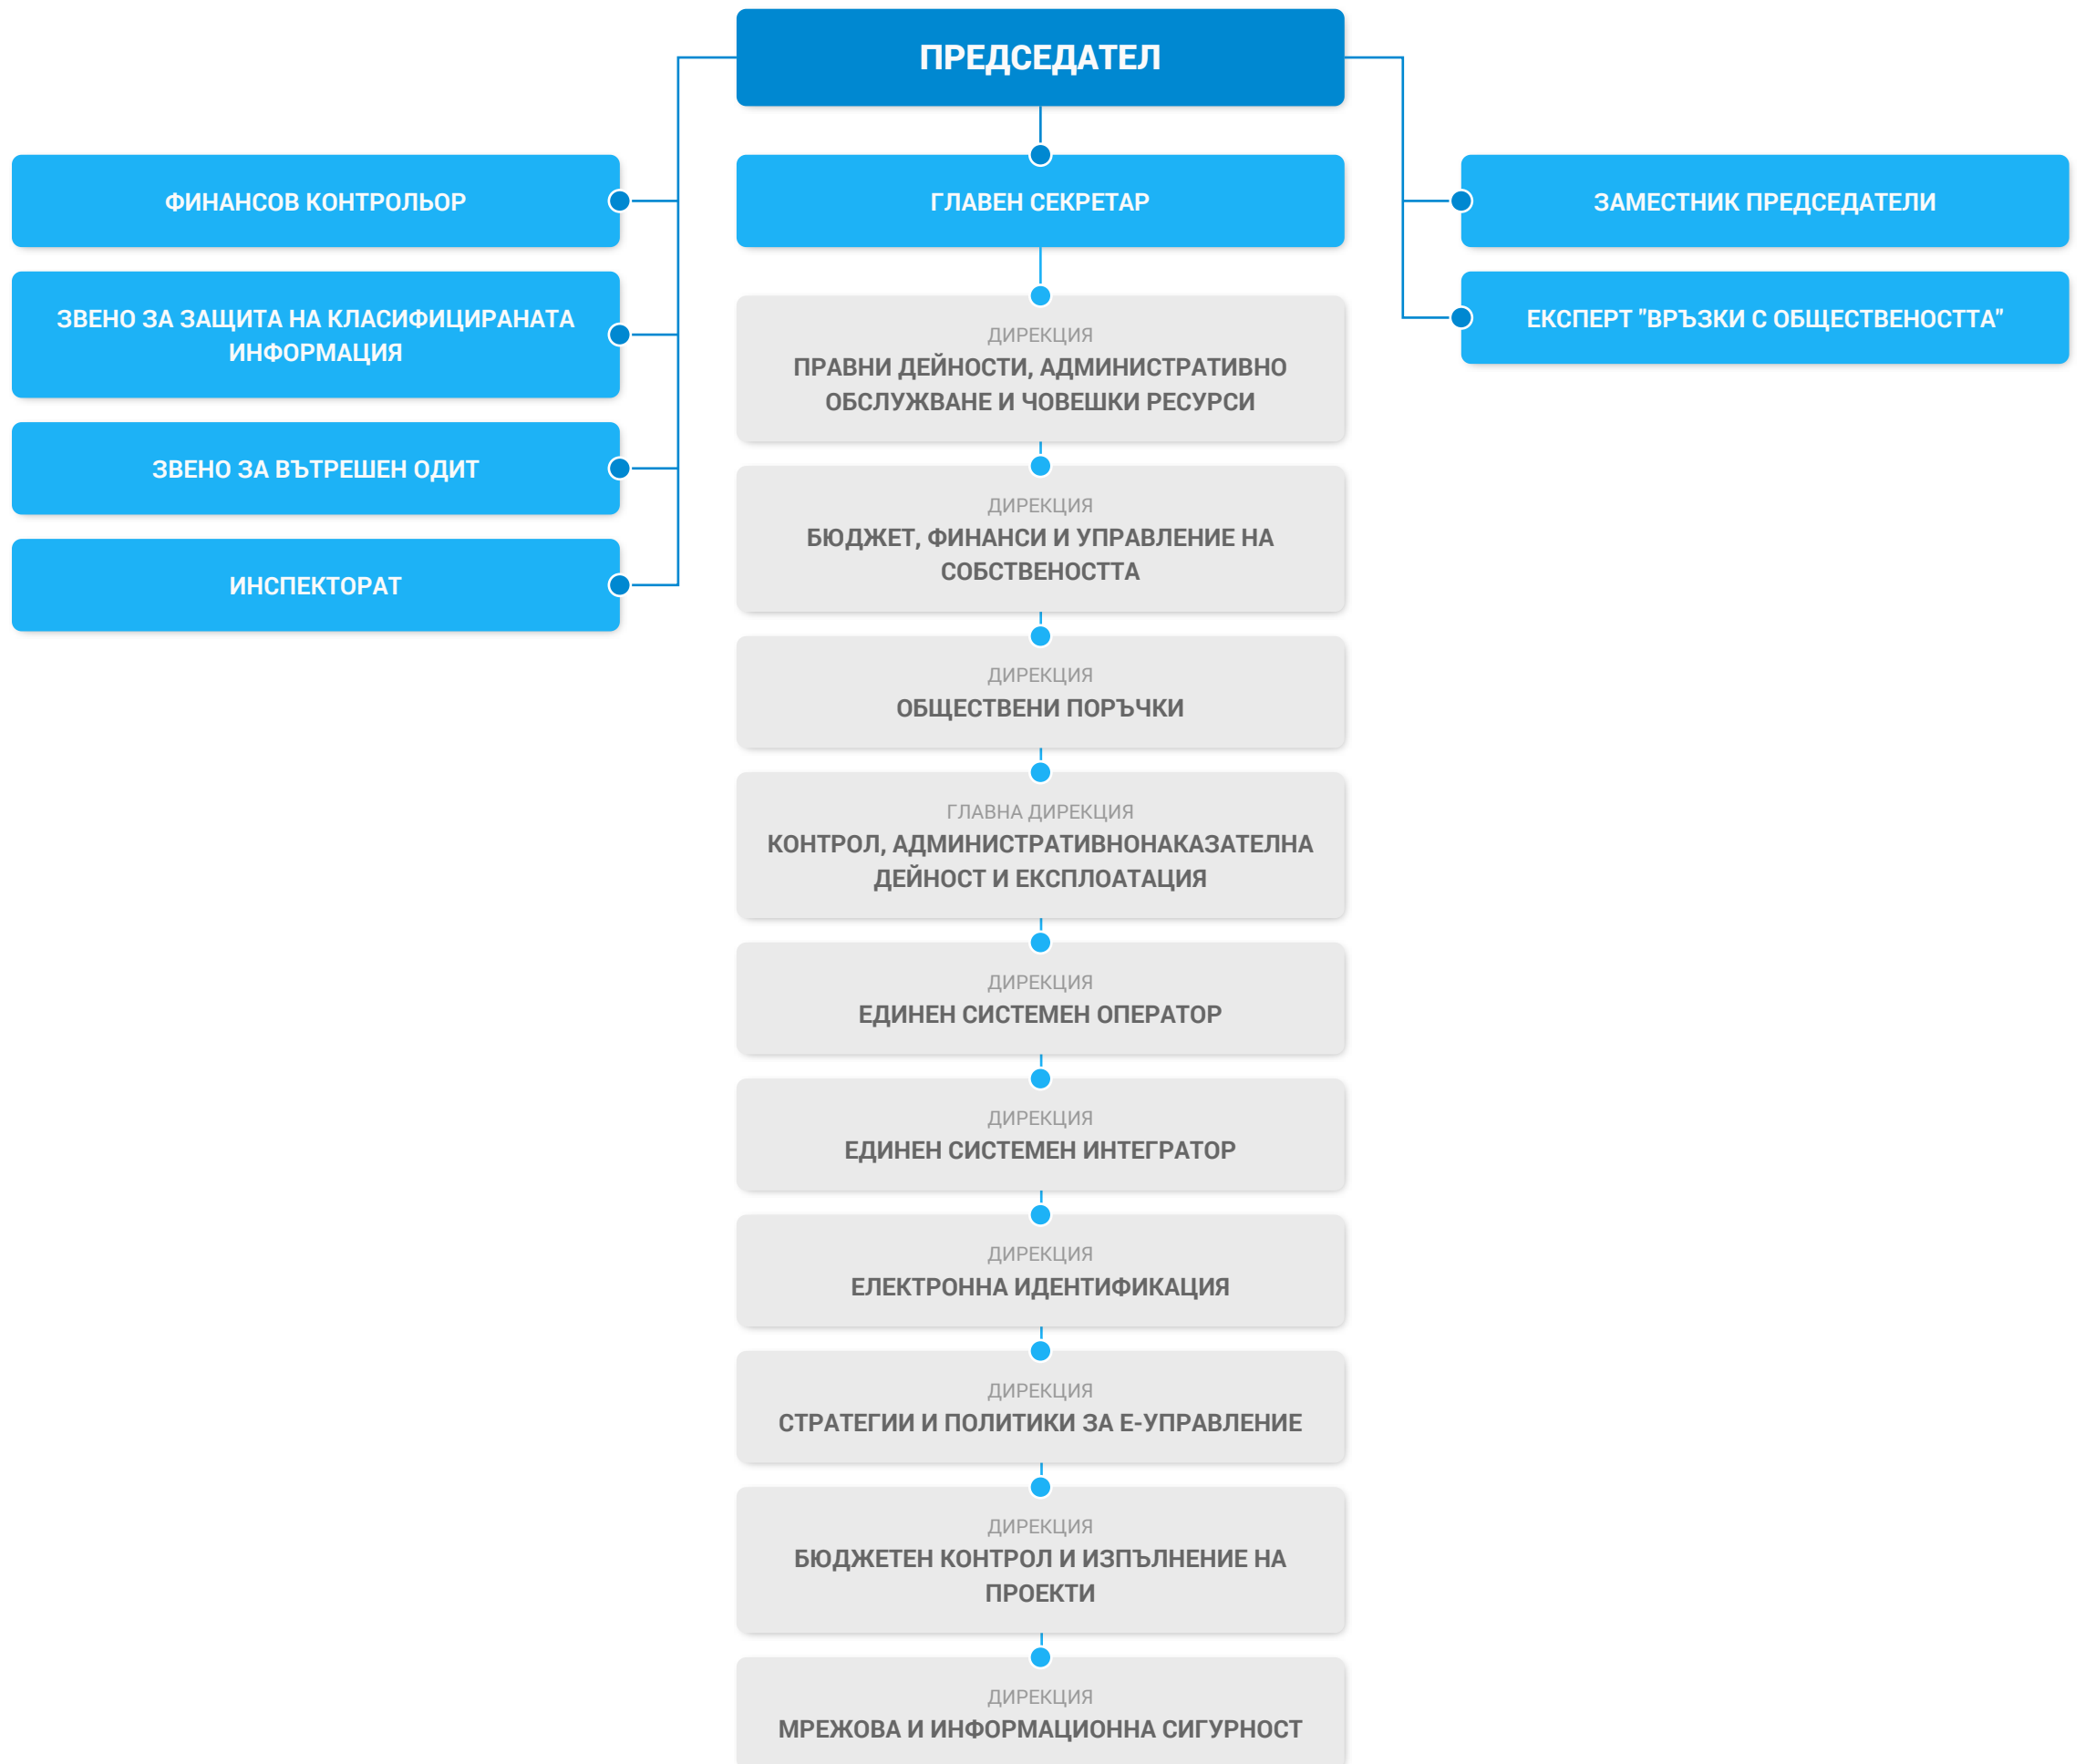 ПРЕДСЕДАТЕЛ
ФИНАНСОВ КОНТРОЛЬОР
ЗВЕНО ЗА ЗАЩИТА НА КЛАСИФИЦИРАНАТА
ИНФОРМАЦИЯ
ЗВЕНО ЗА ВЪТРЕШЕН ОДИТ
ИНСПЕКТОРАТ
ГЛАВЕН СЕКРЕТАР
ДИРЕКЦИЯ
ПРАВНИ ДЕЙНОСТИ, АДМИНИСТРАТИВНО
ОБСЛУЖВАНЕ И ЧОВЕШКИ РЕСУРСИ
ДИРЕКЦИЯ
БЮДЖЕТ, ФИНАНСИ И УПРАВЛЕНИЕ НА
СОБСТВЕНОСТТА
ДИРЕКЦИЯ
ОБЩЕСТВЕНИ ПОРЪЧКИ
ГЛАВНА ДИРЕКЦИЯ
КОНТРОЛ, АДМИНИСТРАТИВНОНАКАЗАТЕЛНА
ДЕЙНОСТ И ЕКСПЛОАТАЦИЯ
ДИРЕКЦИЯ
ЕДИНЕН СИСТЕМЕН ОПЕРАТОР
ДИРЕКЦИЯ
ЕДИНЕН СИСТЕМЕН ИНТЕГРАТОР
ДИРЕКЦИЯ
ЕЛЕКТРОННА ИДЕНТИФИКАЦИЯ
ДИРЕКЦИЯ
СТРАТЕГИИ И ПОЛИТИКИ ЗА Е-УПРАВЛЕНИЕ
ДИРЕКЦИЯ
БЮДЖЕТЕН КОНТРОЛ И ИЗПЪЛНЕНИЕ НА
ПРОЕКТИ
ДИРЕКЦИЯ
МРЕЖОВА И ИНФОРМАЦИОННА СИГУРНОСТ
ЗАМЕСТНИК ПРЕДСЕДАТЕЛИ
ЕКСПЕРТ "ВРЪЗКИ С ОБЩЕСТВЕНОСТТА"